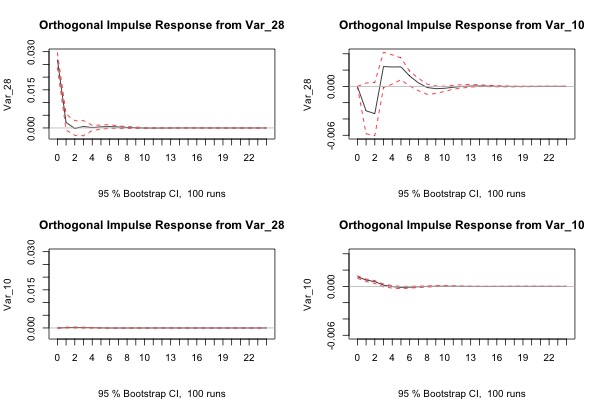 Orthogonal Impulse Response from Var_28
Var_28
0.000 0.015 0.030
0 2 4 6 8 10 13 16 19 22
95 % Bootstrap CI, 100 runs
Orthogonal Impulse Response from Var_10
Var_28
-0.006 0.000
0 2 4 6 8 10 13 16 19 22
95 % Bootstrap CI, 100 runs
Orthogonal Impulse Response from Var_28
Var_10
0.000 0.015 0.030
0 2 4 6 8 10 13 16 19 22
95 % Bootstrap CI, 100 runs
Orthogonal Impulse Response from Var_10
Var_10
-0.006 0.000
0 2 4 6 8 10 13 16 19 22
95 % Bootstrap CI, 100 runs